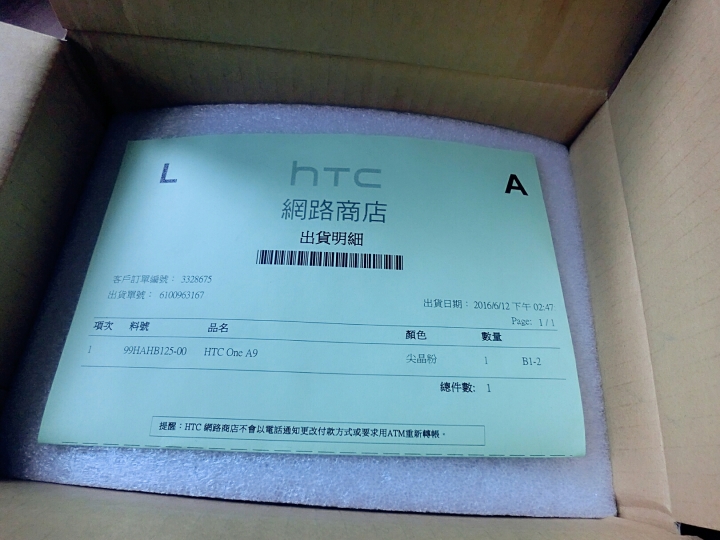 L
hTC
A
網路商店
出貨明細
客戶訂單編號： 3328675
出貨單號： 6100963167
出貨日期： 2016/6/12 下午 02:47
Page: 1 / 1
項次 料號 品名 顏色 數量
1 99HAHB125-00 HTC One A9 尖晶粉 1 B1-2
總件數: 1
提醒：HTC 網路商店不會以電話通知更改付款方式或要求用ATM重新轉帳。